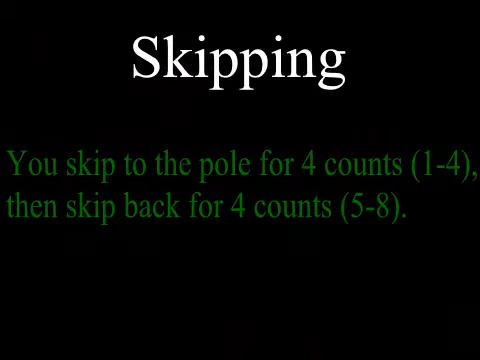 Skipping
You skip to the pole for 4 counts (1-4),
then skip back for 4 counts (5-8).